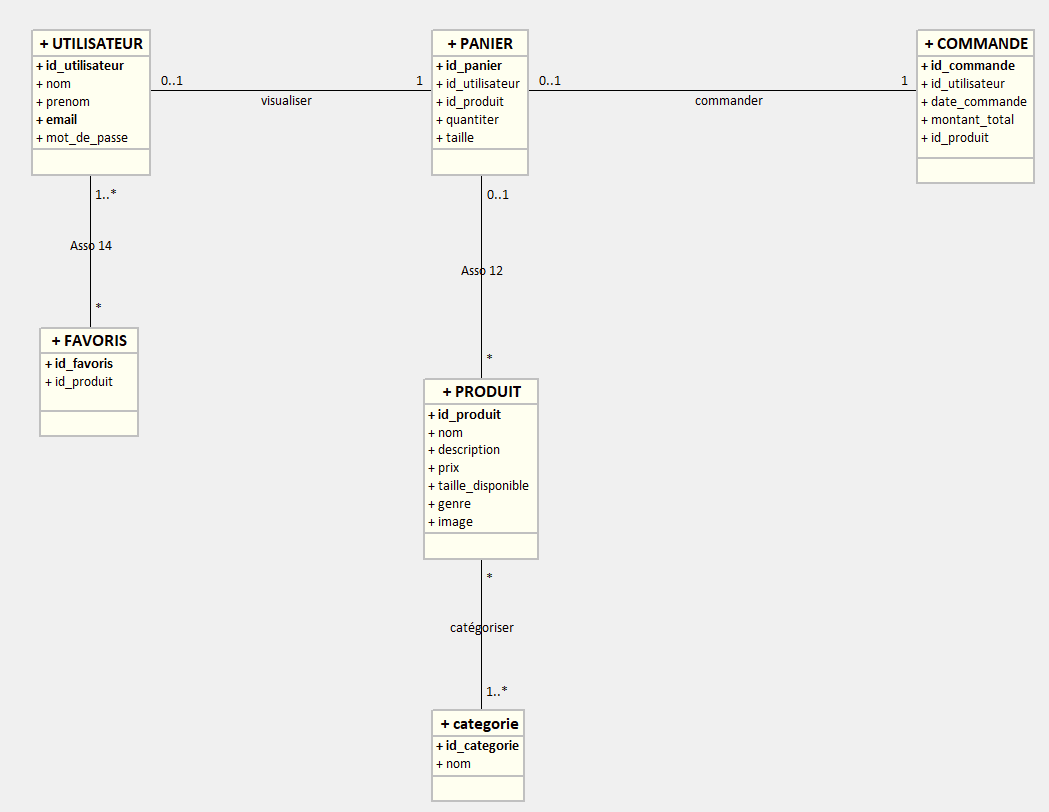 + UTILISATEUR
+ id_utilisateur
+ nom
+ prenom
+ email
+ mot_de_passe
0..1
visualiser
1
+ PANIER
+ id_panier
+ id_utilisateur
+ id_produit
+ quantiter
+ taille
0..1
commander
1
+ COMMANDE
+ id_commande
+ id_utilisateur
+ date_commande
+ montant_total
+ id_produit
1..*
Asso 14
*
+ FAVORIS
+ id_favoris
+ id_produit
0..1
Asso 12
*
+ PRODUIT
+ id_produit
+ nom
+ description
+ prix
+ taille_disponible
+ genre
+ image
*
catégoriser
1..*
+ categorie
+ id_categorie
+ nom